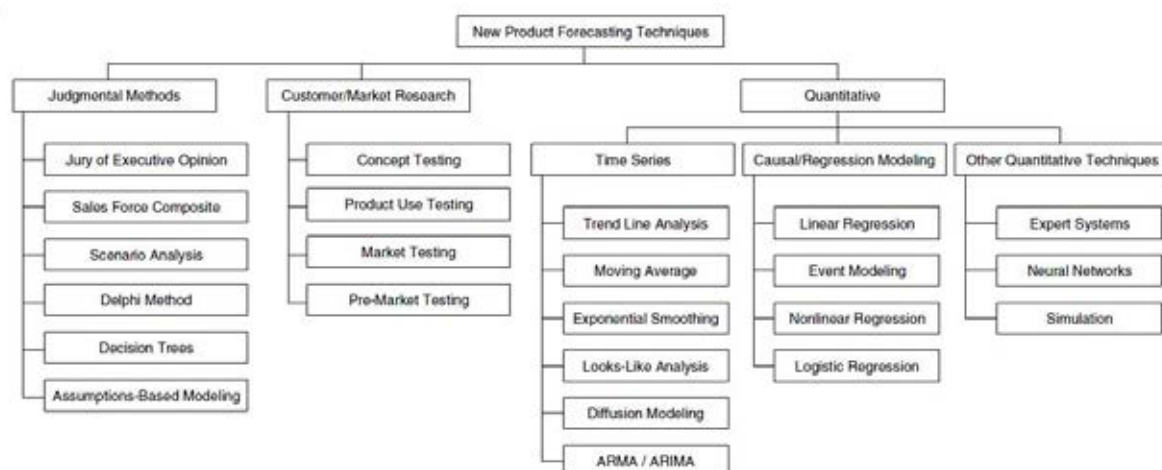 New Product Forecasting Techniques
Judgmental Methods
Jury of Executive Opinion
Sales Force Composite
Scenario Analysis
Delphi Method
Decision Trees
Assumptions-Based Modeling
Customer/Market Research
Concept Testing
Product Use Testing
Market Testing
Pre-Market Testing
Quantitative
Time Series
Trend Line Analysis
Moving Average
Exponential Smoothing
Looks-Like Analysis
Diffusion Modeling
ARMA / ARIMA
Causal/Regression Modeling
Linear Regression
Event Modeling
Nonlinear Regression
Logistic Regression
Other Quantitative Techniques
Expert Systems
Neural Networks
Simulation